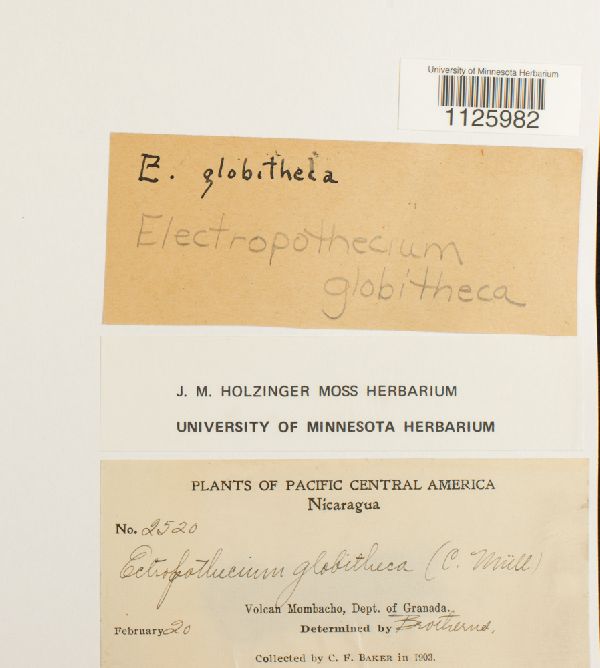 University of Minnesota Herbarium
1125982
E. globitheca
Electropothecium
globitheca
J. M. HOLZINGER MOSS HERBARIUM
UNIVERSITY OF MINNESOTA HERBARIUM
PLANTS OF PACIFIC CENTRAL AMERICA
Nicaragua
No. 2520
Ectropothecium globitheca (C. Müll)
Volcan Mombacho, Dept. of Granada.
February 20 Determined by Brotherus.
Collected by C. F. BAKER in 1903.